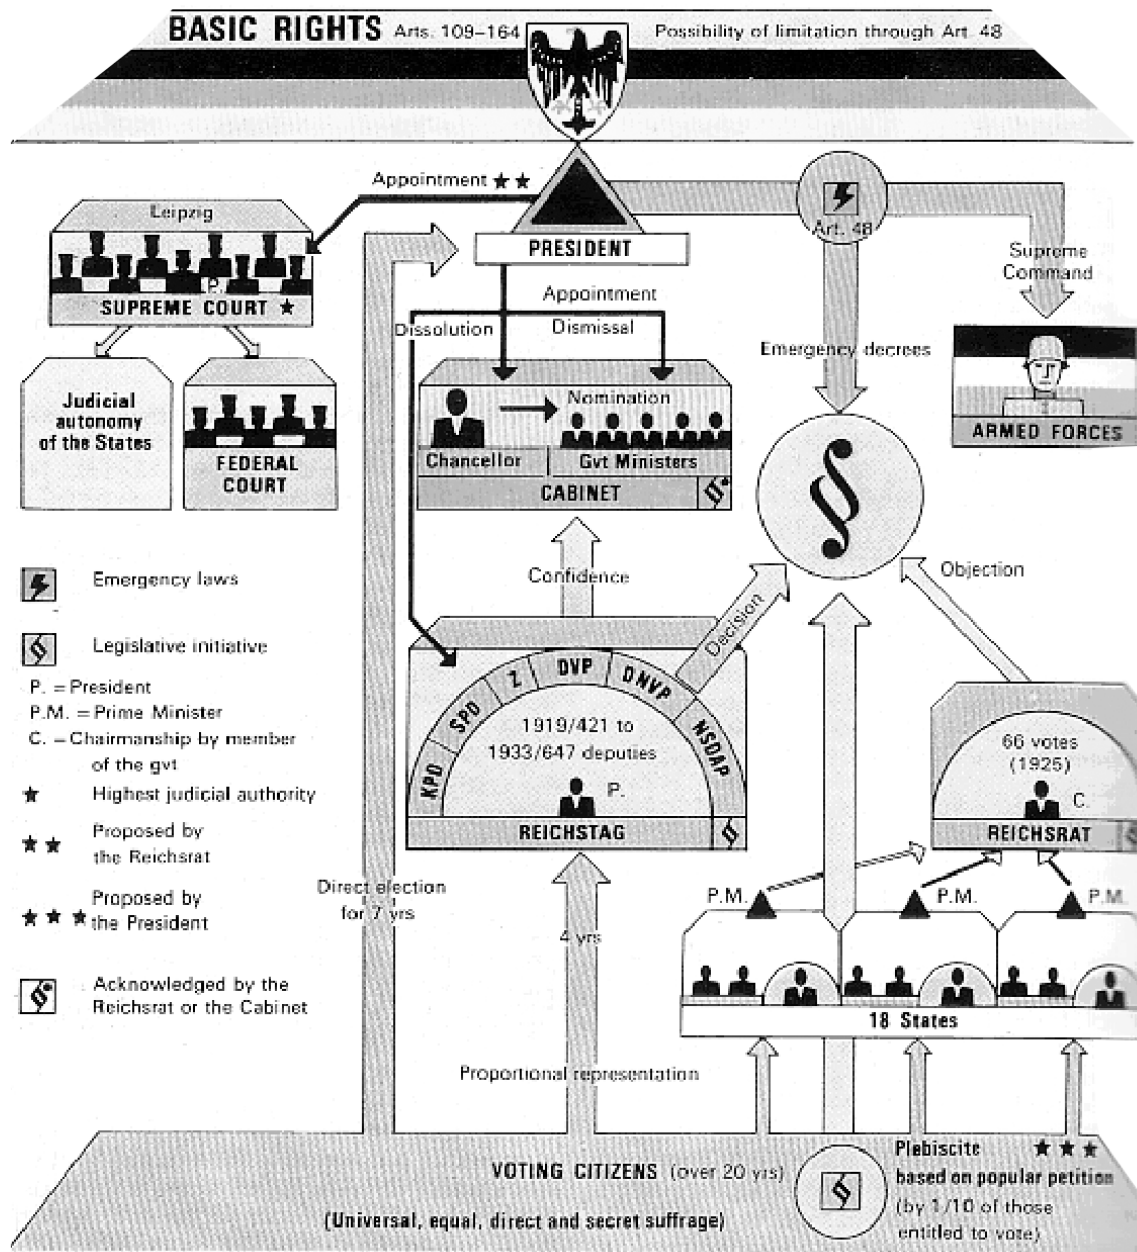 BASIC RIGHTS Arts. 109–164
Possibility of limitation through Art. 48
Appointment ★★
Leipzig
P.
SUPREME COURT ★
PRESIDENT
Art. 48
Supreme
Command
Appointment
Dissolution
Dismissal
Emergency decrees
ARMED FORCES
Judicial
autonomy
of the States
FEDERAL
COURT
Nomination
Chancellor
Gvt Ministers
CABINET
§
§
Confidence
Decision
Objection
Emergency laws
§ Legislative initiative
P. = President
P.M. = Prime Minister
C. – Chairmanship by member
of the gvt
★ Highest judicial authority
★★ Proposed by
the Reichsrat
★★★ Proposed by
the President
§ Acknowledged by the
Reichsrat or the Cabinet
KPD
SPD
Z
DVP
DNVP
NSDAP
1919/421 to
1933/647 deputies
P.
REICHSTAG
§
66 votes
(1925)
C.
REICHSRAT
P.M.
P.M.
P.M.
18 States
Direct election
for 7 yrs
4 yrs
Proportional representation
VOTING CITIZENS (over 20 yrs)
(Universal, equal, direct and secret suffrage)
§
Plebiscite ★★★
based on popular petition
(by 1/10 of those
entitled to vote)